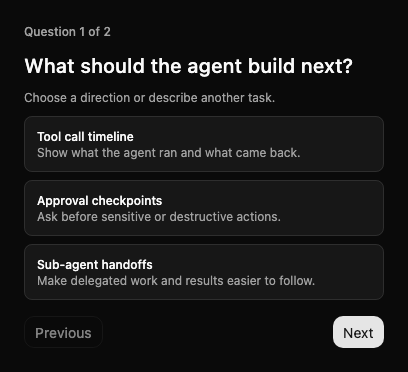 Question 1 of 2
What should the agent build next?
Choose a direction or describe another task.
Tool call timeline
Show what the agent ran and what came back.
Approval checkpoints
Ask before sensitive or destructive actions.
Sub-agent handoffs
Make delegated work and results easier to follow.
Previous
Next